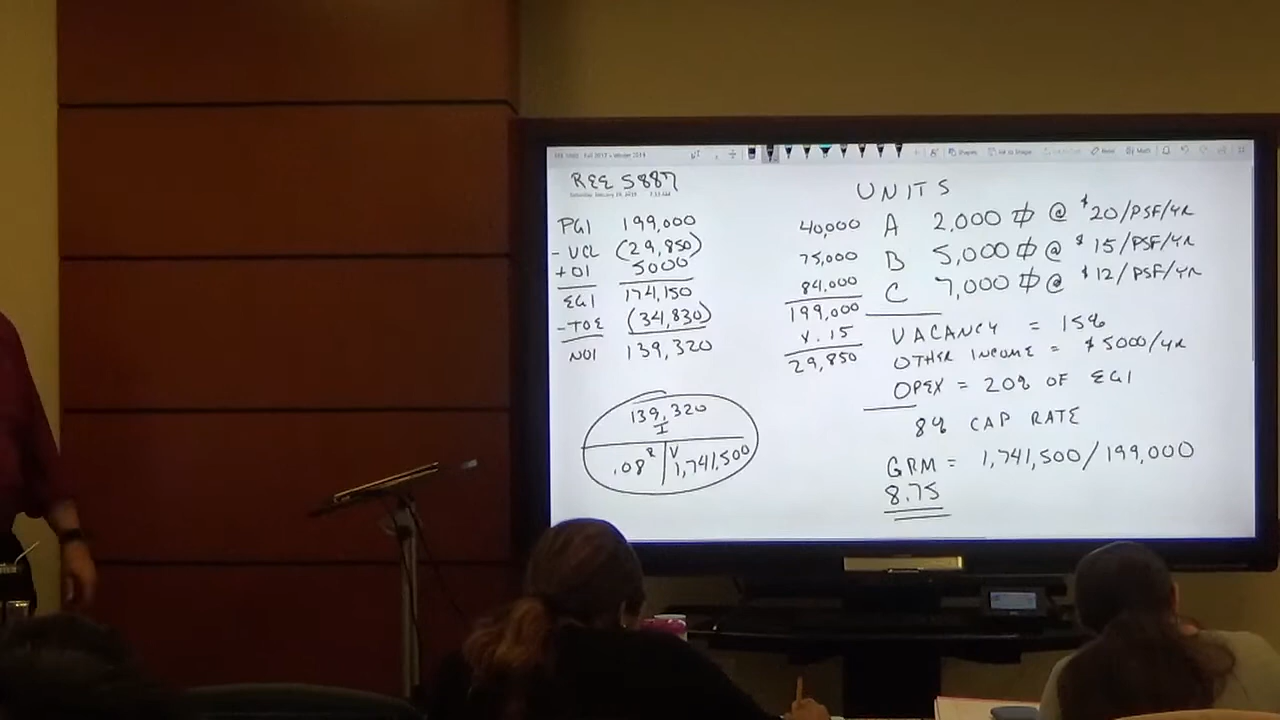 REE 5887
PGI 199,000
- VCL (29,850)
+ OI 5000
EGI 174,150
- TOE (34,830)
NOI 139,320
139,320
I
.08 R V 1,741,500
UNITS
40,000 A 2,000 ⏀ @ $20/PSF/YR
75,000 B 5,000 ⏀ @ $15/PSF/YR
84,000 C 7,000 ⏀ @ $12/PSF/YR
199,000
x .15
29,850
VACANCY = 15%
OTHER INCOME = $5000/YR
OPEX = 20% OF EGI
8% CAP RATE
GRM = 1,741,500/199,000
8.75